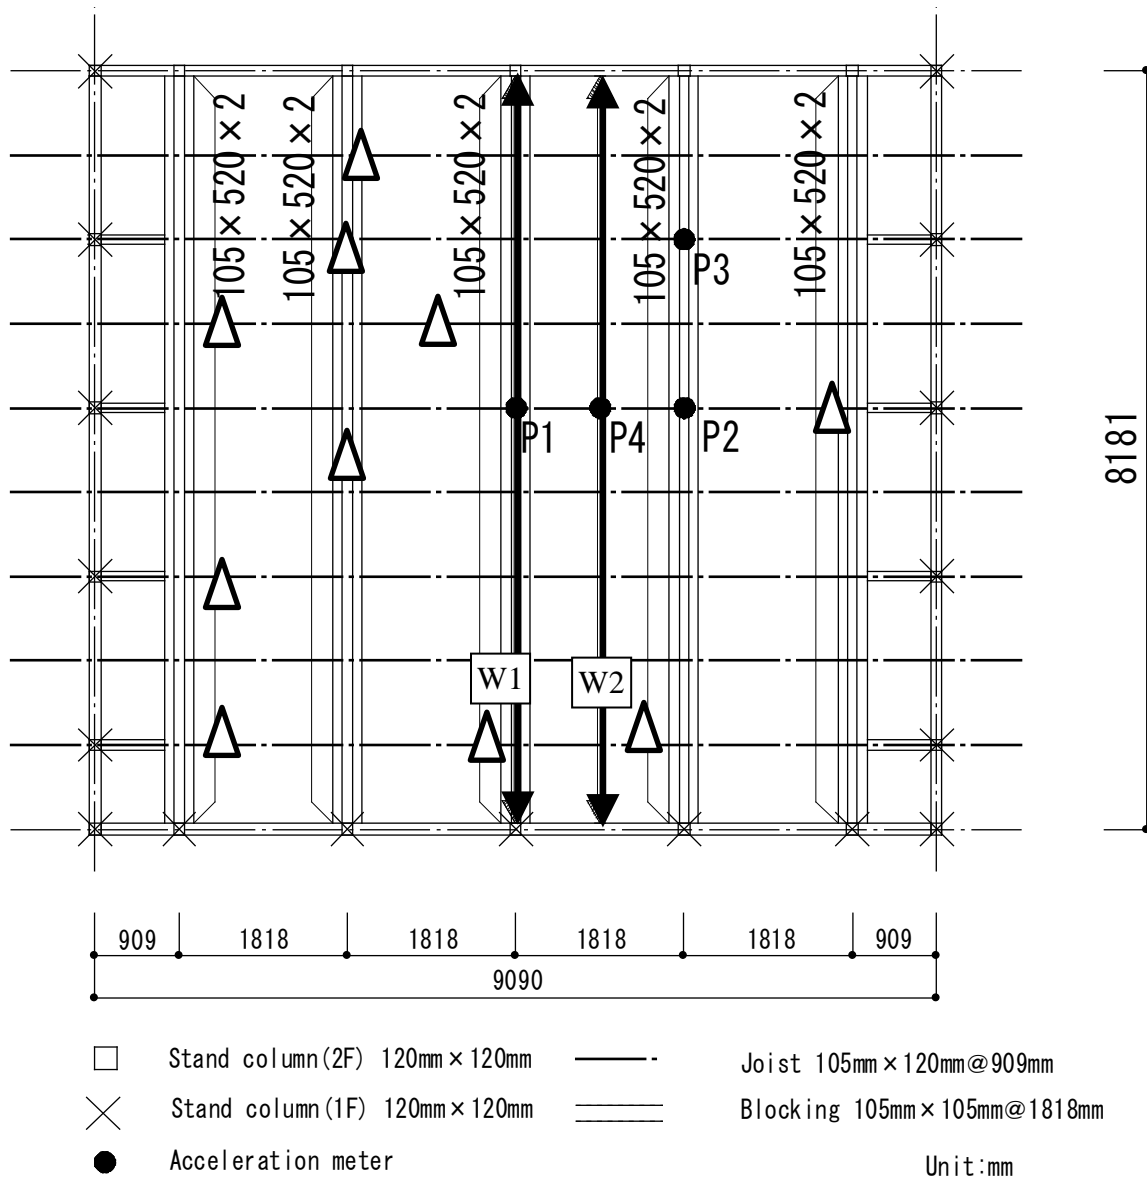 105×520×2
105×520×2
105×520×2
105×520×2
105×520×2
P3
P1
P4
P2
8181
W1
W2
909
1818
1818
1818
1818
909
9090
Stand column(2F) 120mm×120mm
Joist 105mm×120mm@909mm
Stand column(1F) 120mm×120mm
Blocking 105mm×105mm@1818mm
Acceleration meter
Unit:mm